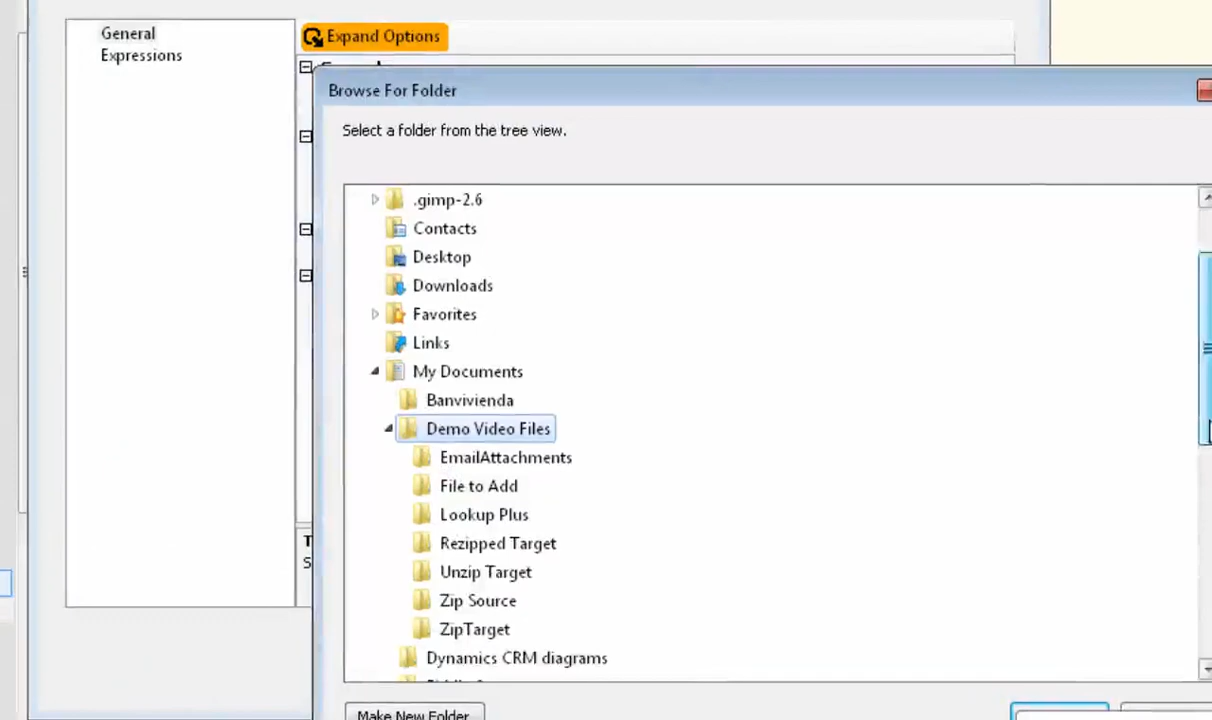 General
Expressions
Expand Options
Browse For Folder
Select a folder from the tree view.
.gimp-2.6
Contacts
Desktop
Downloads
Favorites
Links
My Documents
Banvivienda
Demo Video Files
EmailAttachments
File to Add
Lookup Plus
Rezipped Target
Unzip Target
Zip Source
ZipTarget
Dynamics CRM diagrams
Make New Folder